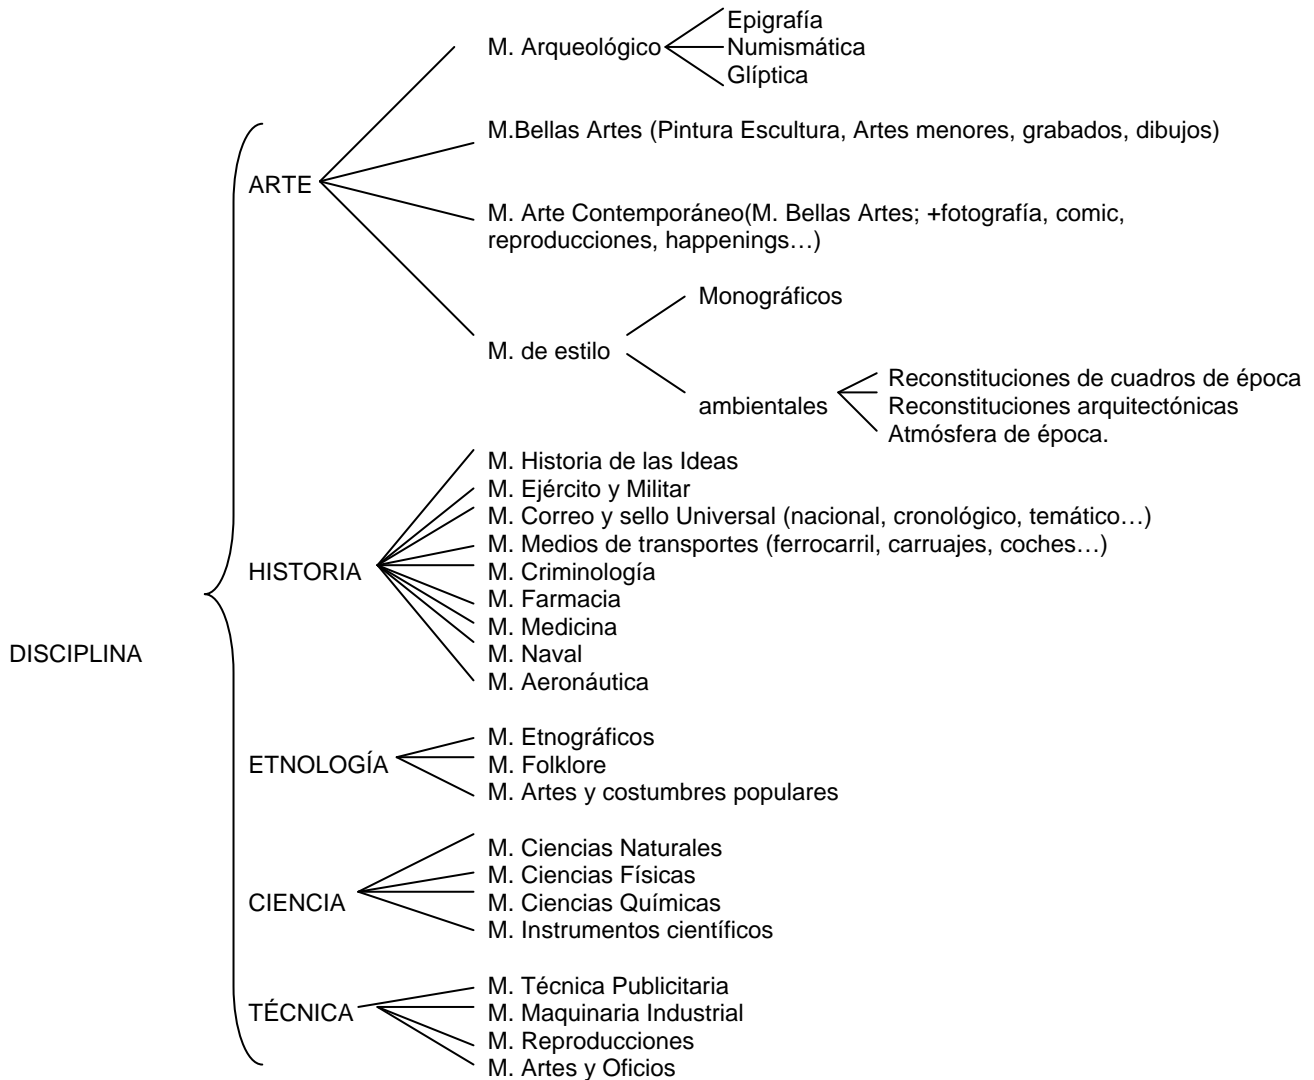 Epigrafía
M. Arqueológico
Numismática
Glíptica
M.Bellas Artes (Pintura Escultura, Artes menores, grabados, dibujos)
ARTE
M. Arte Contemporáneo(M. Bellas Artes; +fotografía, comic,
reproducciones, happenings…)
Monográficos
M. de estilo
ambientales
Reconstituciones de cuadros de época
Reconstituciones arquitectónicas
Atmósfera de época.
M. Historia de las Ideas
M. Ejército y Militar
M. Correo y sello Universal (nacional, cronológico, temático…)
M. Medios de transportes (ferrocarril, carruajes, coches…)
HISTORIA
M. Criminología
M. Farmacia
M. Medicina
M. Naval
M. Aeronáutica
DISCIPLINA
M. Etnográficos
ETNOLOGÍA
M. Folklore
M. Artes y costumbres populares
M. Ciencias Naturales
M. Ciencias Físicas
CIENCIA
M. Ciencias Químicas
M. Instrumentos científicos
M. Técnica Publicitaria
TÉCNICA
M. Maquinaria Industrial
M. Reproducciones
M. Artes y Oficios